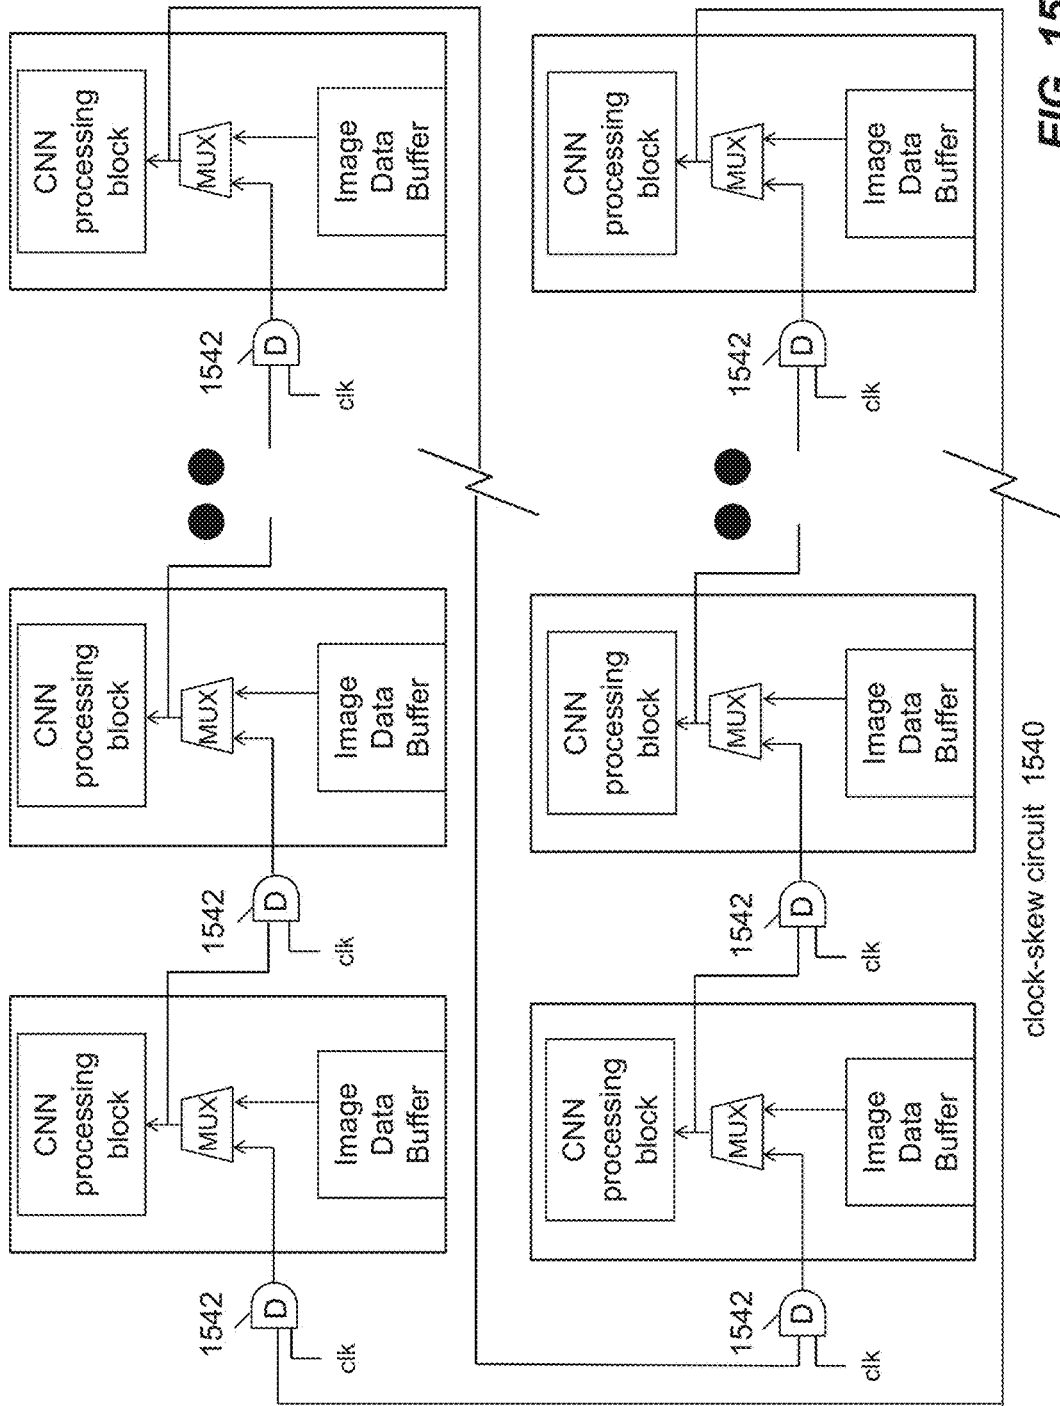 1542
D
clk
CNN
processing
block
MUX
Image
Data
Buffer
1542
D
clk
CNN
processing
block
MUX
Image
Data
Buffer
1542
D
clk
CNN
processing
block
MUX
Image
Data
Buffer
1542
D
clk
CNN
processing
block
MUX
Image
Data
Buffer
1542
D
clk
CNN
processing
block
MUX
Image
Data
Buffer
1542
D
clk
CNN
processing
block
MUX
Image
Data
Buffer
clock-skew circuit 1540
FIG. 15